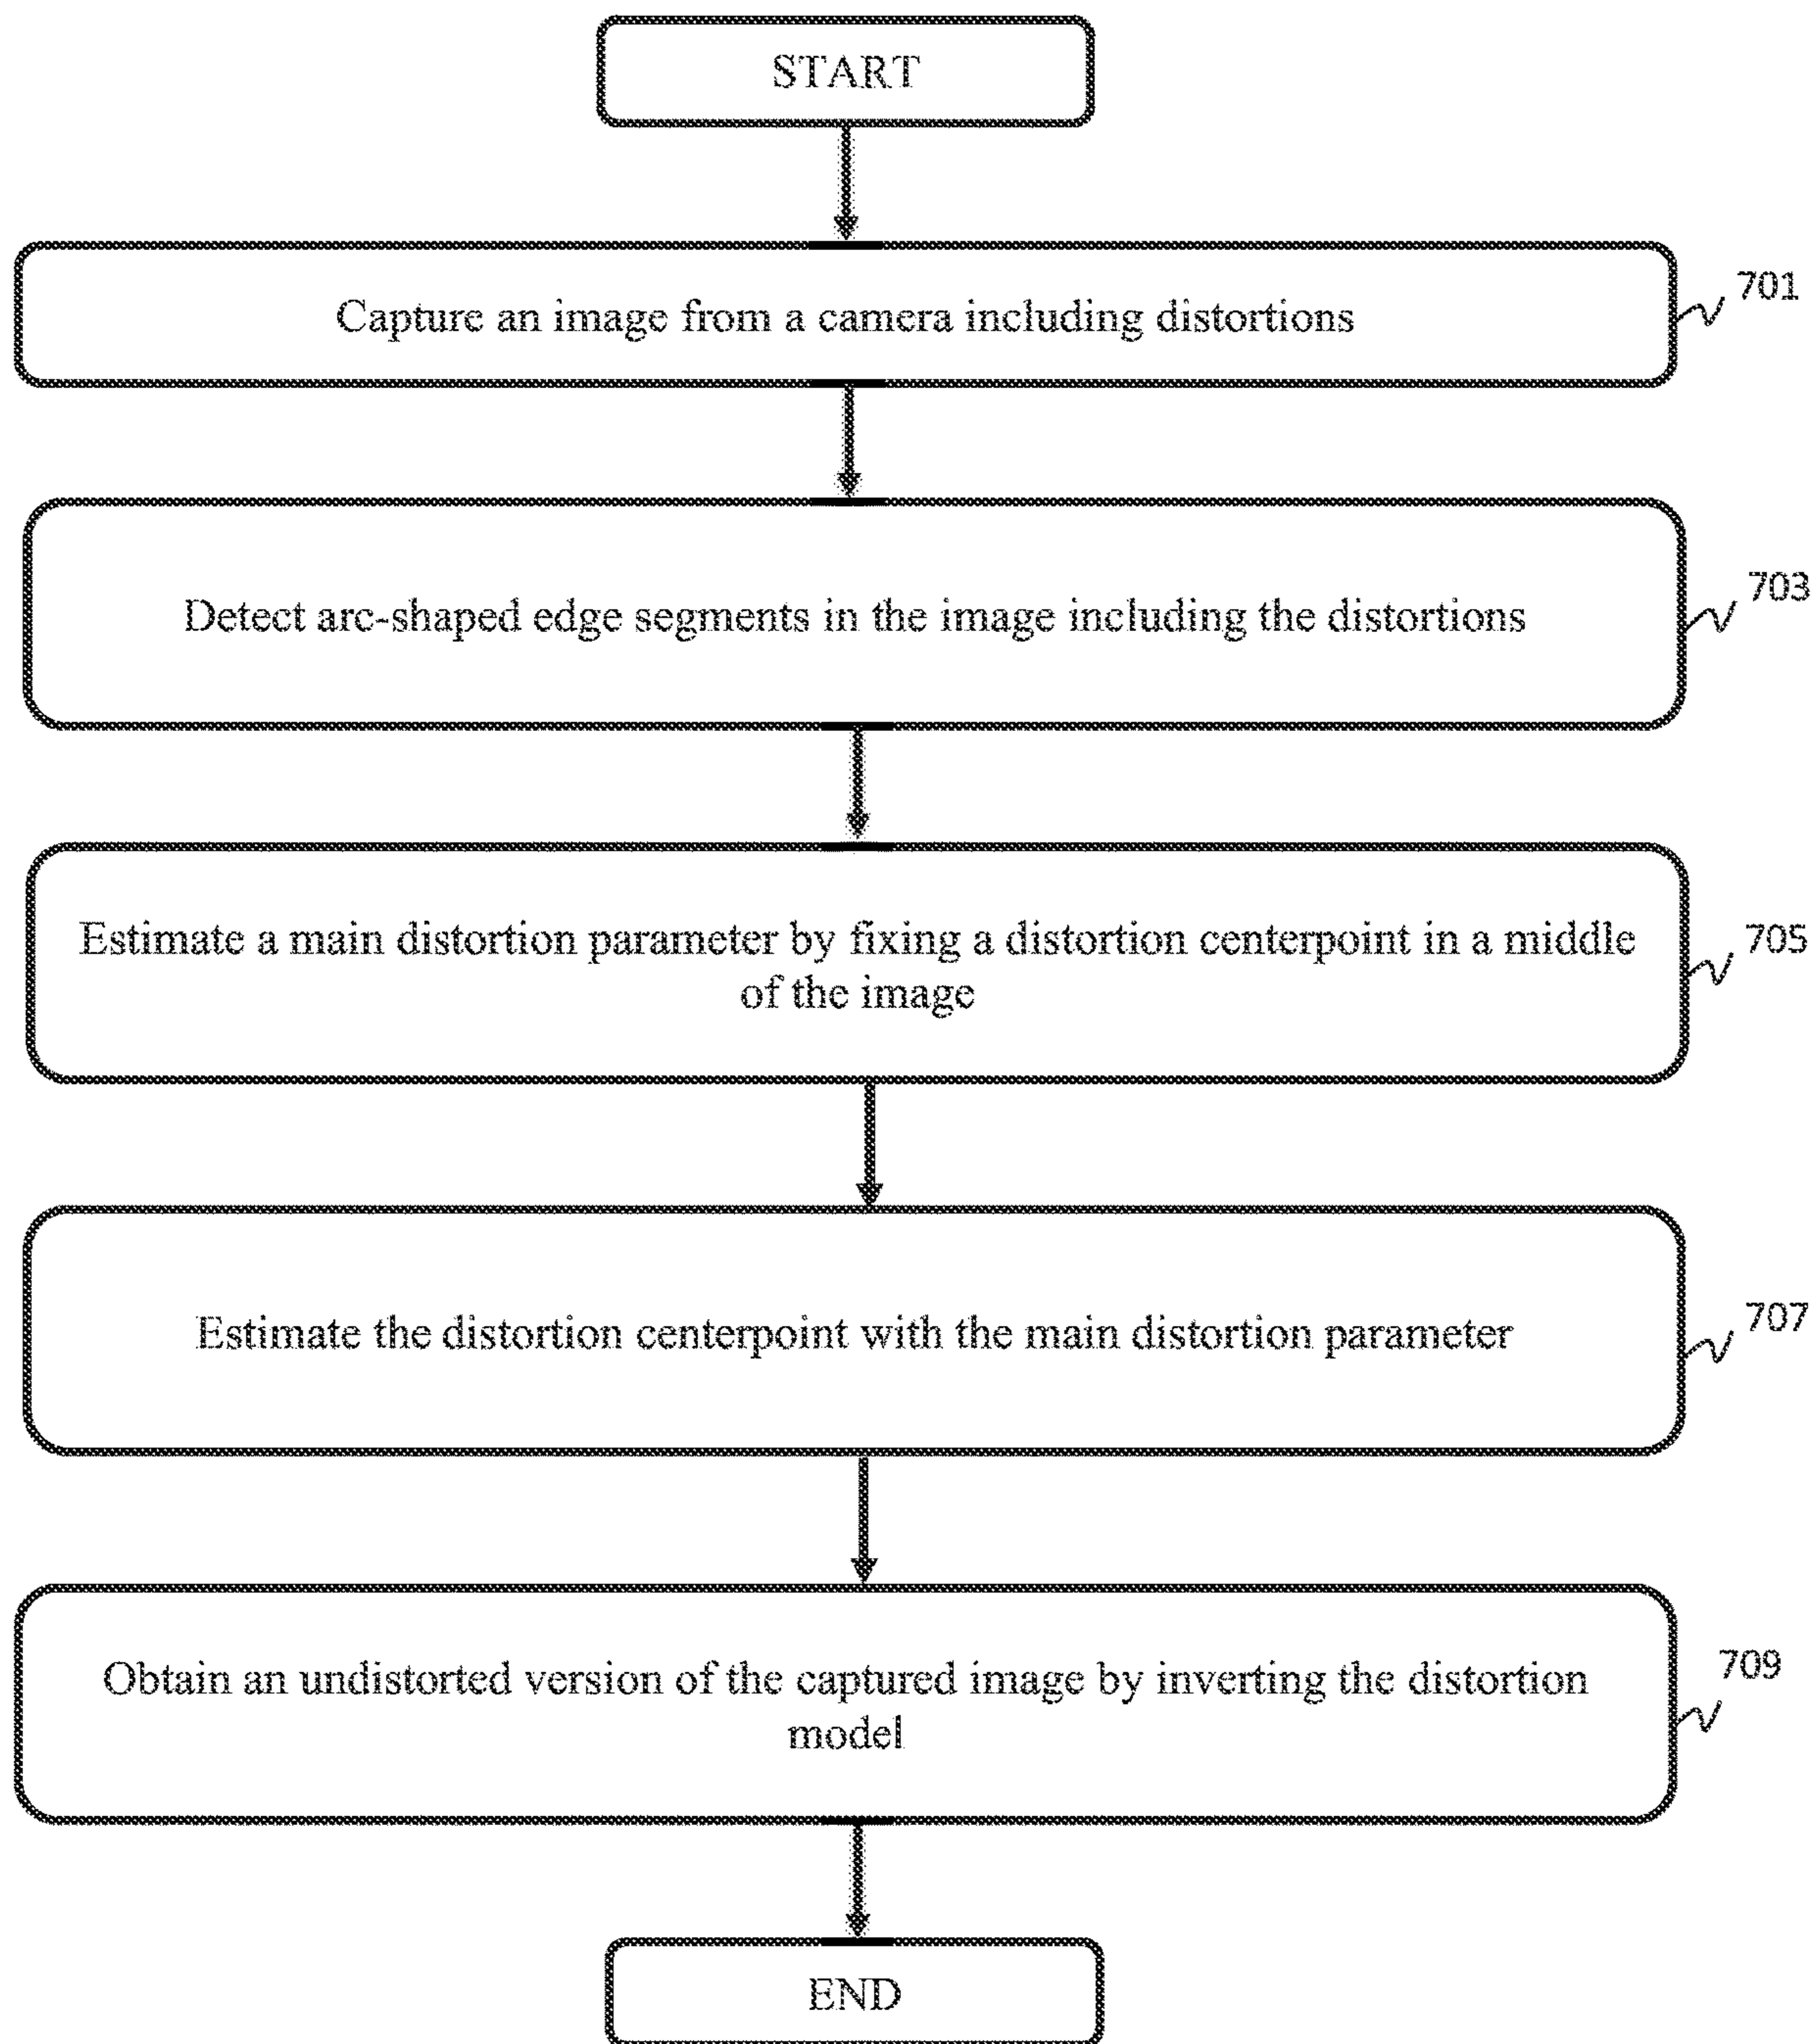 START
Capture an image from a camera including distortions
701
Detect arc-shaped edge segments in the image including the distortions
703
Estimate a main distortion parameter by fixing a distortion centerpoint in a middle
of the image
705
Estimate the distortion centerpoint with the main distortion parameter
707
Obtain an undistorted version of the captured image by inverting the distortion
model
709
END